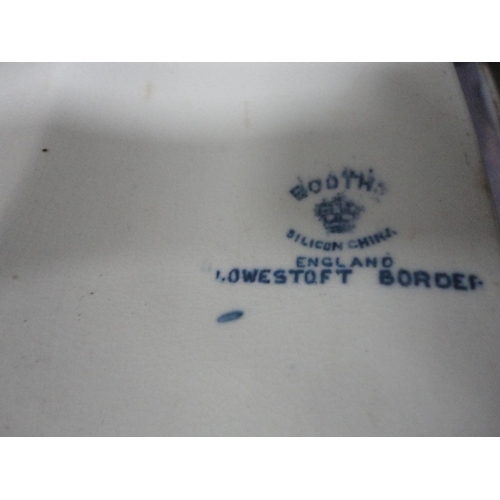 BOOTHS
SILICON CHINA
ENGLAND
LOWESTOFT BORDER